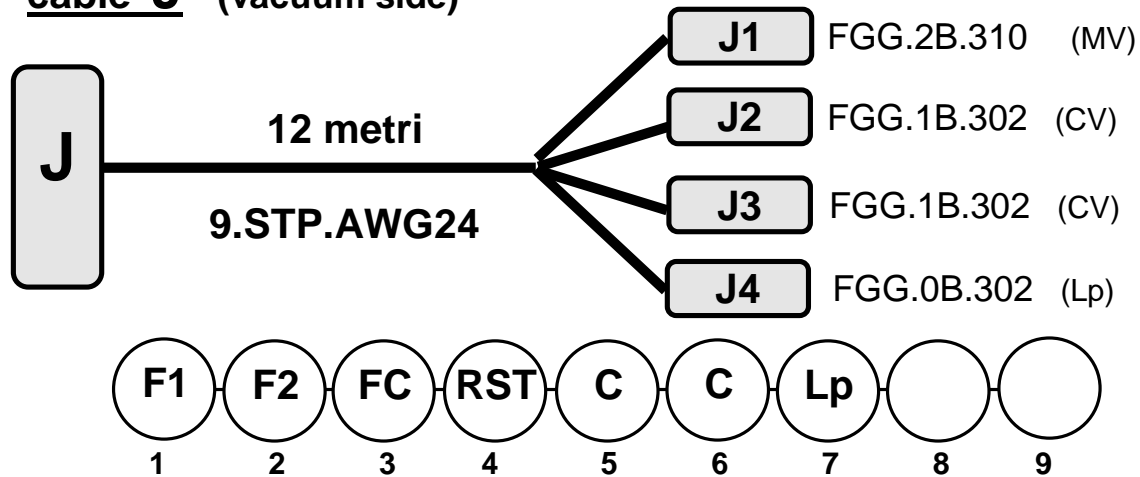 cable J (vacuum side)
J1 FGG.2B.310 (MV)
12 metri
J2 FGG.1B.302 (CV)
J
J3 FGG.1B.302 (CV)
9.STP.AWG24
J4 FGG.0B.302 (Lp)
F1 F2 FC RST C C Lp
1 2 3 4 5 6 7 8 9